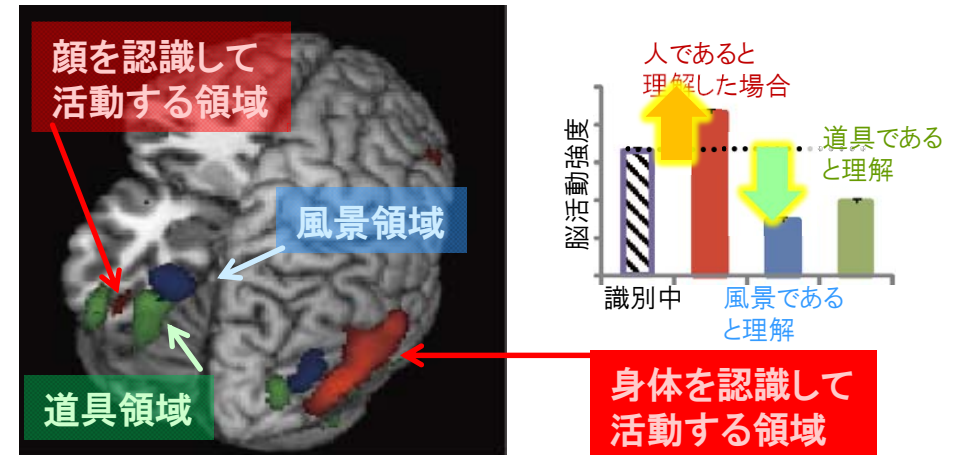 顔を認識して
活動する領域
風景領域
道具領域
人であると
理解した場合
道具である
と理解
脳活動強度
識別中
風景である
と理解
身体を認識して
活動する領域